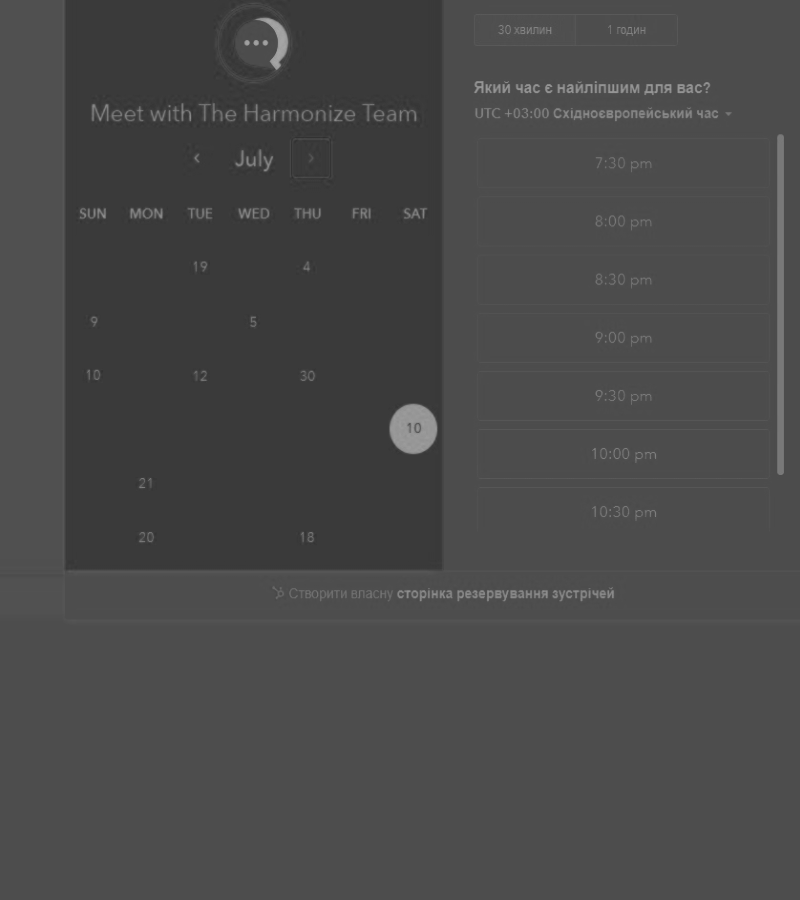 Meet with The Harmonize Team
July
SUN MON TUE WED THU FRI SAT
19 4
9 5
10 12 30
10
21
20 18
30 хвилин 1 годин
Який час є найліпшим для вас?
UTC +03:00 Східноєвропейський час
7:30 pm
8:00 pm
8:30 pm
9:00 pm
9:30 pm
10:00 pm
10:30 pm
Створити власну сторінка резервування зустрічей